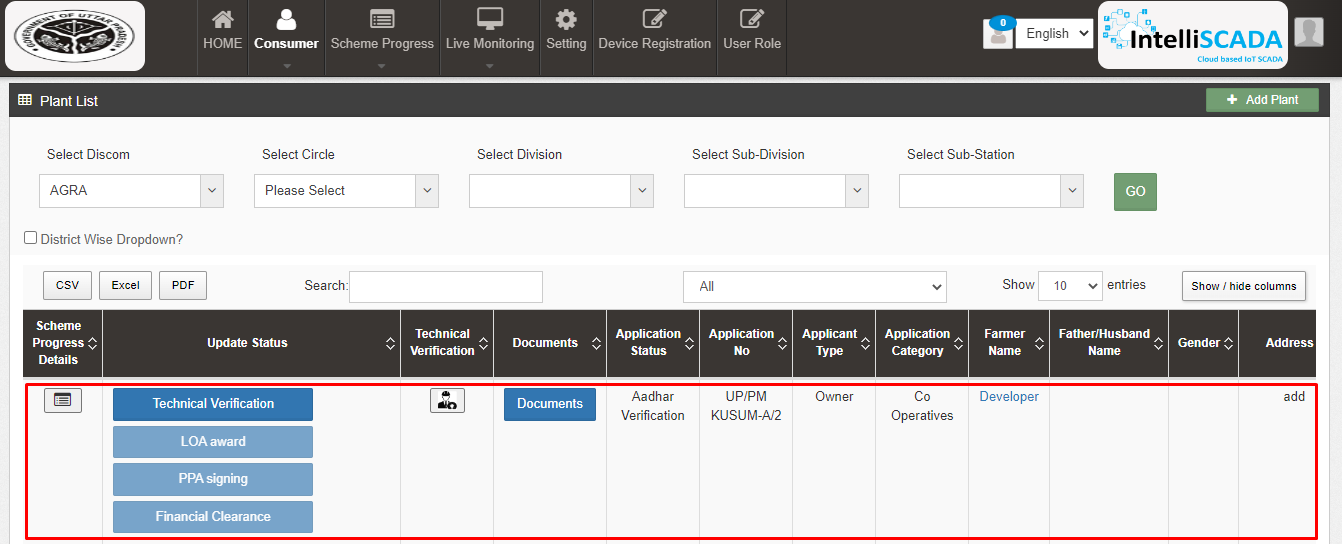 GOVERNMENT OF UTTAR PRADESH
HOME
Consumer
Scheme Progress
Live Monitoring
Setting
Device Registration
User Role
0
English
IntelliSCADA
Cloud based IoT SCADA
Plant List
Add Plant
Select Discom
Select Circle
Select Division
Select Sub-Division
Select Sub-Station
AGRA
Please Select
GO
District Wise Dropdown?
CSV
Excel
PDF
Search:
All
Show 10 entries
Show / hide columns
Scheme
Progress
Details
Update Status
Technical
Verification
Documents
Application
Status
Application
No
Applicant
Type
Application
Category
Farmer
Name
Father/Husband
Name
Gender
Address
Technical Verification
LOA award
PPA signing
Financial Clearance
Documents
Aadhar
Verification
UP/PM
KUSUM-A/2
Owner
Co
Operatives
Developer
add